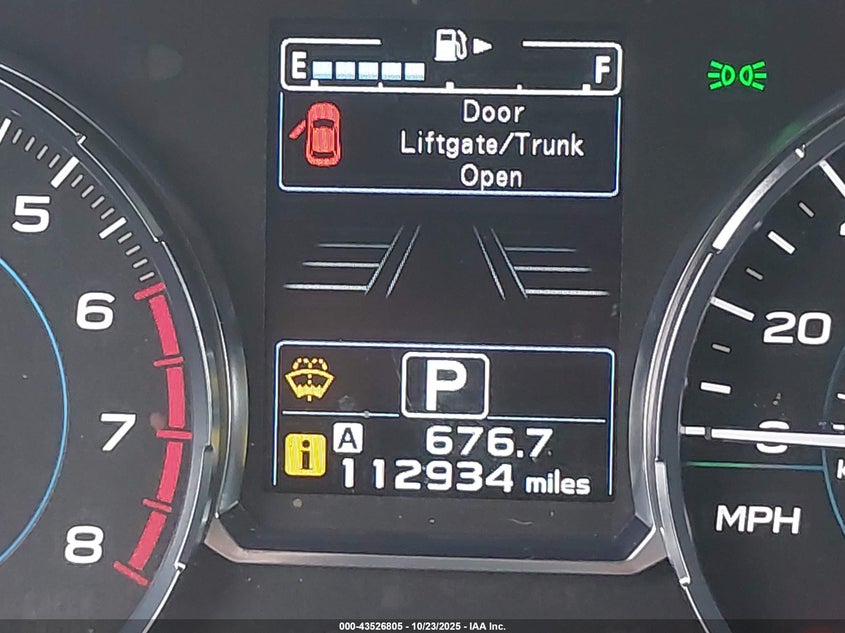 E F
Door
Liftgate/Trunk
Open
5
6
7
8
20
0
MPH
P
i A 676.7
112934 miles
000-43526805 - 10/23/2025 - IAA Inc.